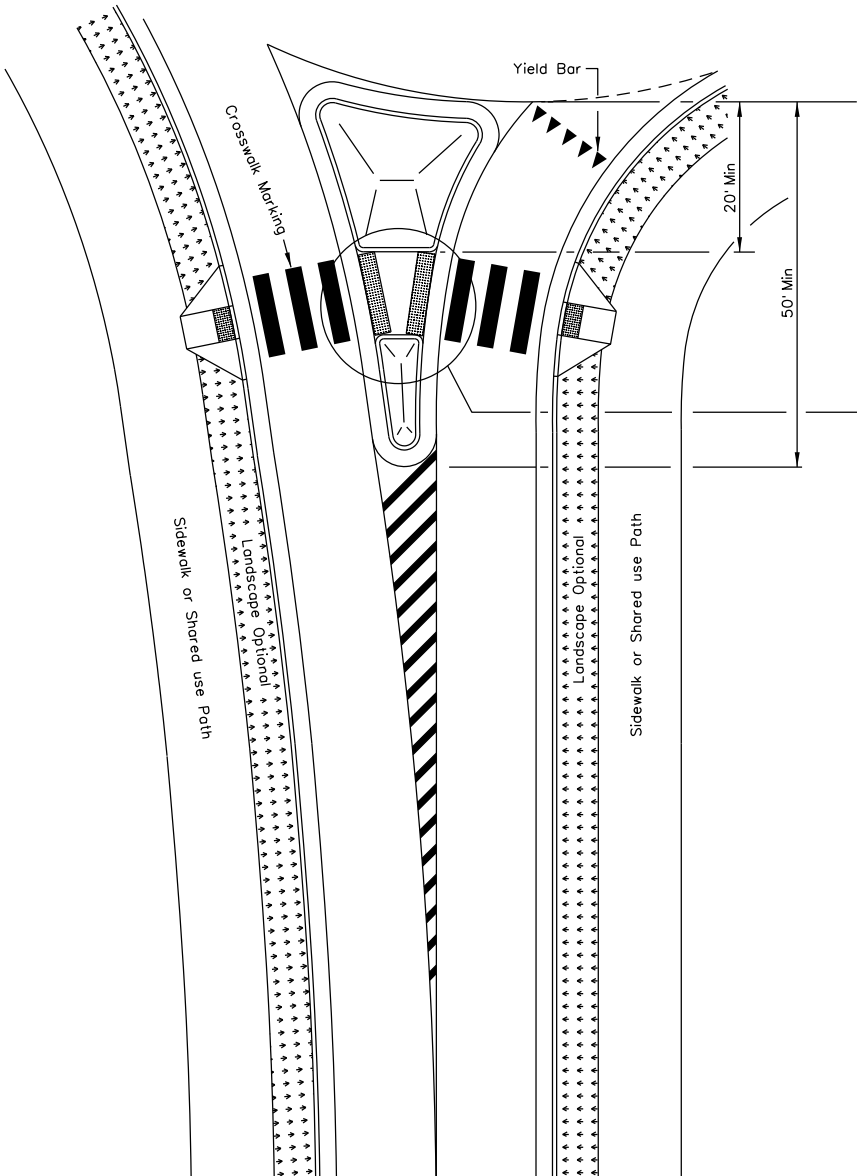 Yield Bar
Crosswalk Marking
20' Min
50' Min
Sidewalk or Shared use Path
Landscape Optional
Landscape Optional
Sidewalk or Shared use Path